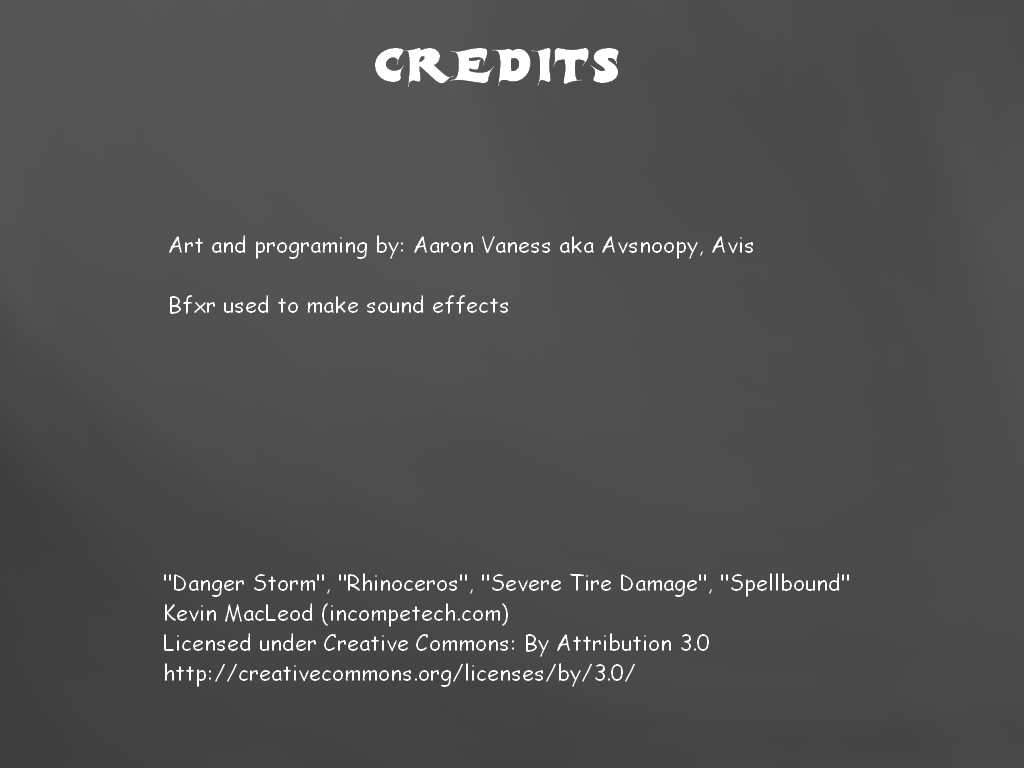 CREDITS
Art and programing by: Aaron Vaness aka Avsnoopy, Avis
Bfxr used to make sound effects
"Danger Storm", "Rhinoceros", "Severe Tire Damage", "Spellbound"
Kevin MacLeod (incompetech.com)
Licensed under Creative Commons: By Attribution 3.0
http://creativecommons.org/licenses/by/3.0/